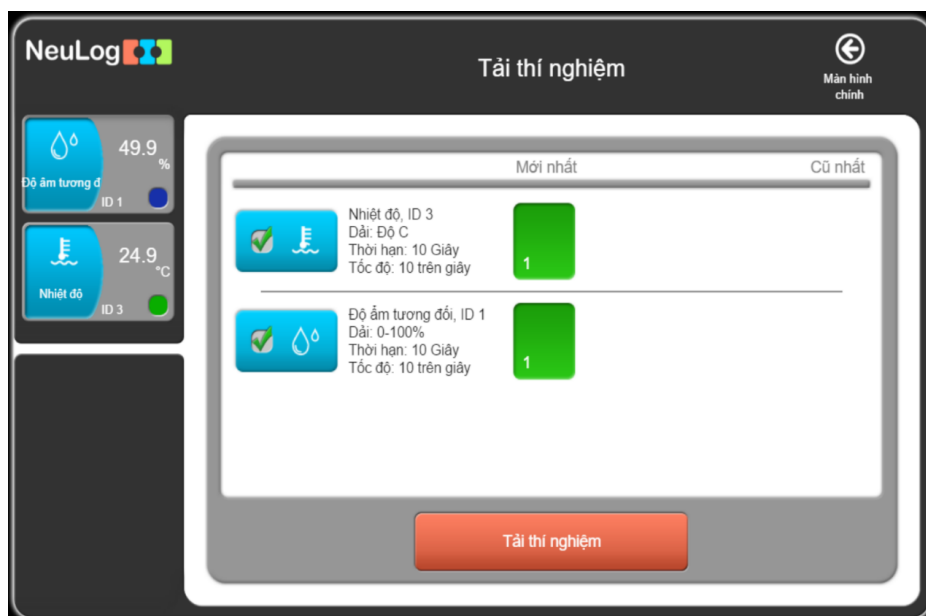 NeuLog
Tải thí nghiệm
Màn hình
chính
49.9
%
Độ ẩm tương đ
ID 1
24.9
°C
Nhiệt độ
ID 3
Mới nhất
Cũ nhất
Nhiệt độ, ID 3
Dải: Độ C
Thời hạn: 10 Giây
Tốc độ: 10 trên giây
1
Độ ẩm tương đối, ID 1
Dải: 0-100%
Thời hạn: 10 Giây
Tốc độ: 10 trên giây
1
Tải thí nghiệm